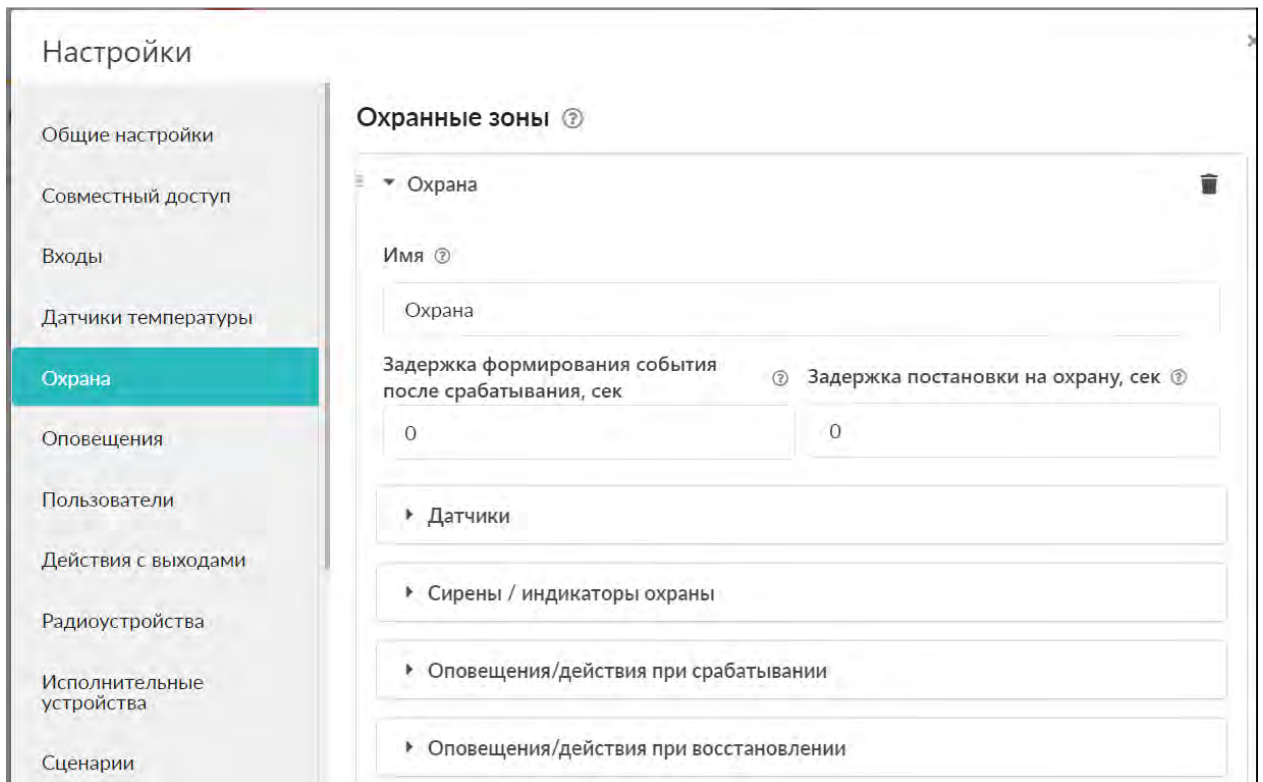 Настройки
Общие настройки
Совместный доступ
Входы
Датчики температуры
Охрана
Оповещения
Пользователи
Действия с выходами
Радиоустройства
Исполнительные
устройства
Сценарии
Охранные зоны
Охрана
Имя
Охрана
Задержка формирования события
после срабатывания, сек
0
Задержка постановки на охрану, сек
0
Датчики
Сирены / индикаторы охраны
Оповещения/действия при срабатывании
Оповещения/действия при восстановлении